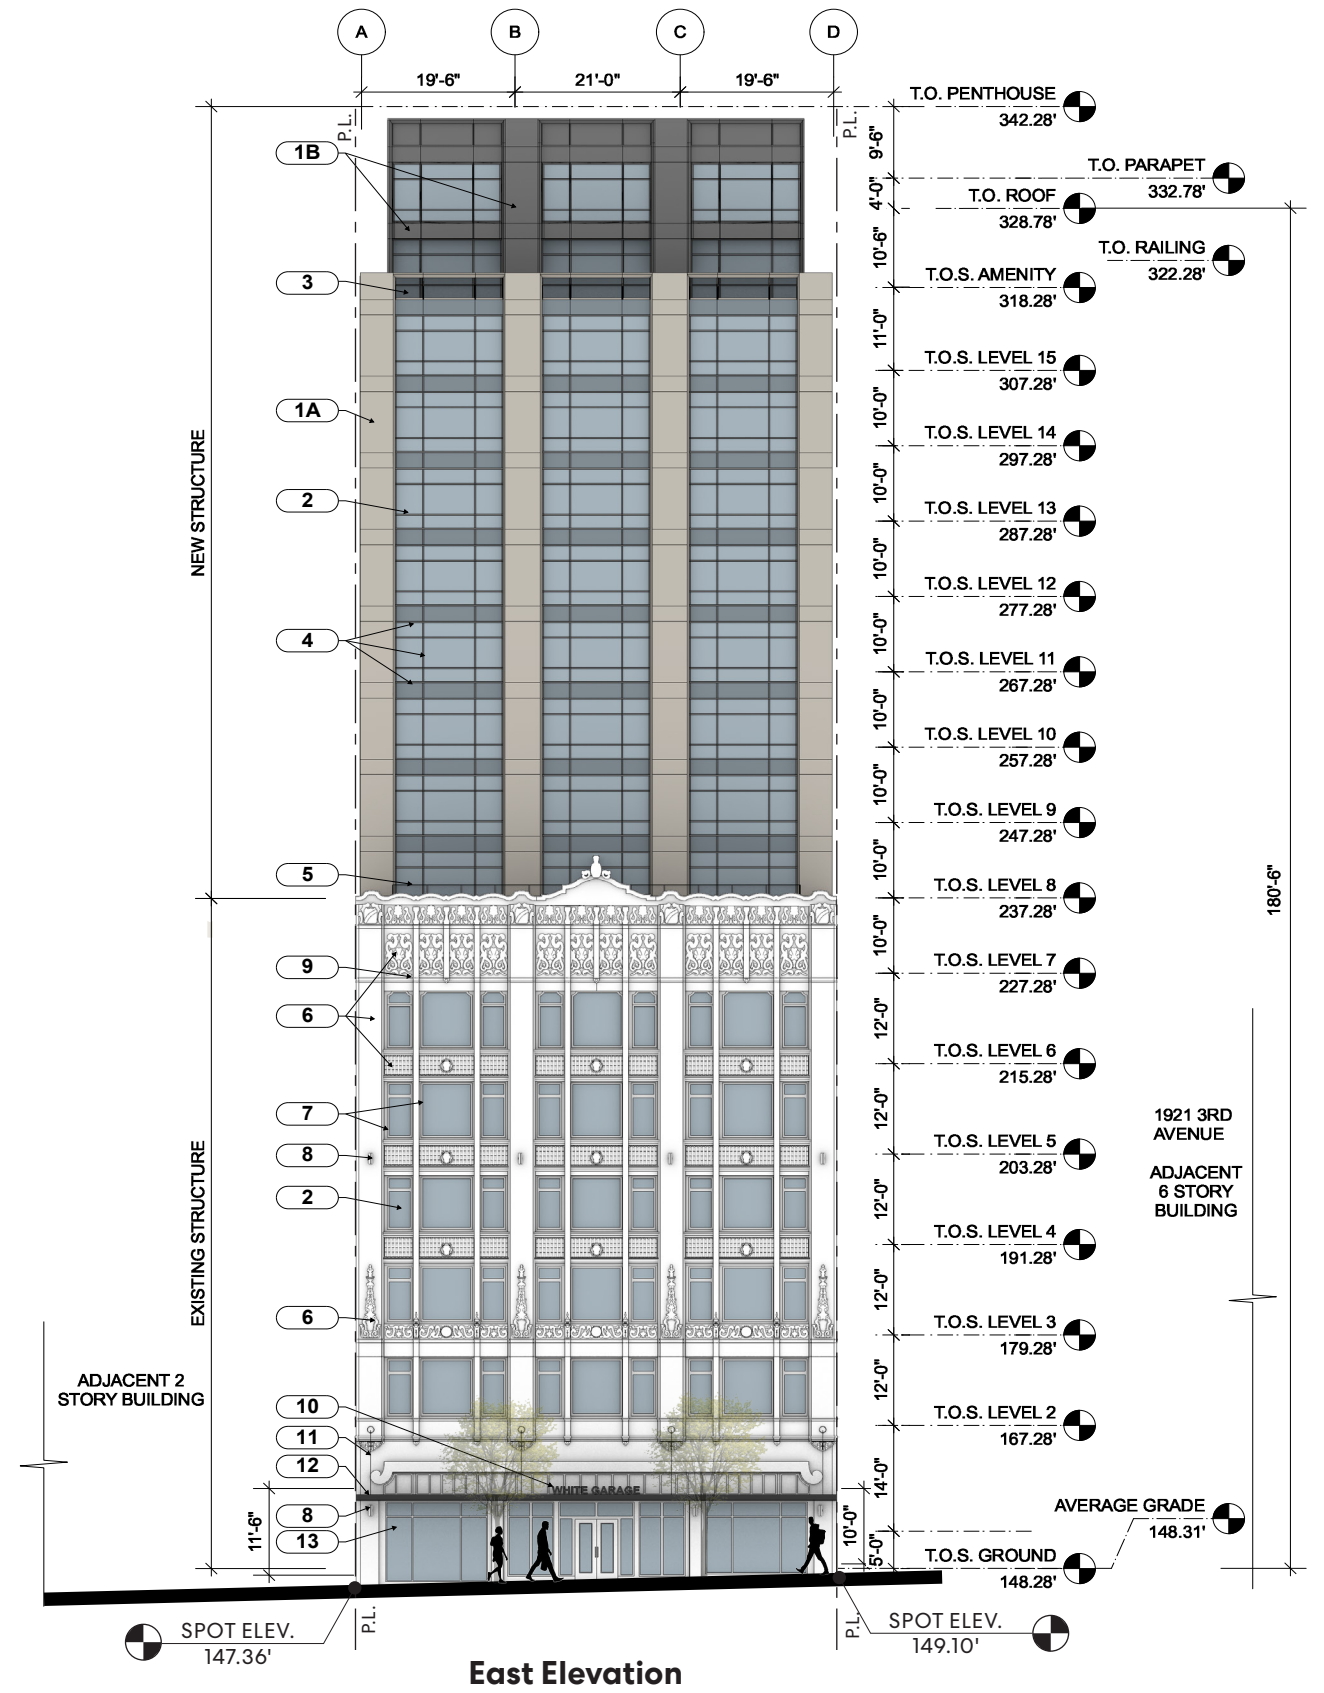 A
B
C
D
19'-6"
21'-0"
19'-6"
P.L.
P.L.
T.O. PENTHOUSE
342.28'
9'-6"
T.O. PARAPET
332.78'
4'-0"
T.O. ROOF
328.78'
10'-6"
T.O. RAILING
322.28'
T.O.S. AMENITY
318.28'
11'-0"
T.O.S. LEVEL 15
307.28'
10'-0"
T.O.S. LEVEL 14
297.28'
10'-0"
T.O.S. LEVEL 13
287.28'
10'-0"
T.O.S. LEVEL 12
277.28'
10'-0"
T.O.S. LEVEL 11
267.28'
10'-0"
T.O.S. LEVEL 10
257.28'
10'-0"
T.O.S. LEVEL 9
247.28'
10'-0"
T.O.S. LEVEL 8
237.28'
10'-0"
T.O.S. LEVEL 7
227.28'
12'-0"
T.O.S. LEVEL 6
215.28'
12'-0"
T.O.S. LEVEL 5
203.28'
12'-0"
T.O.S. LEVEL 4
191.28'
12'-0"
T.O.S. LEVEL 3
179.28'
12'-0"
T.O.S. LEVEL 2
167.28'
14'-0"
AVERAGE GRADE
148.31'
5'-0"
T.O.S. GROUND
148.28'
180'-6"
1921 3RD
AVENUE
ADJACENT
6 STORY
BUILDING
NEW STRUCTURE
EXISTING STRUCTURE
ADJACENT 2
STORY BUILDING
1B
3
1A
2
4
5
9
6
7
8
2
6
10
11
12
8
13
WHITE GARAGE
11'-6"
10'-0"
SPOT ELEV.
147.36'
P.L.
P.L.
SPOT ELEV.
149.10'
East Elevation